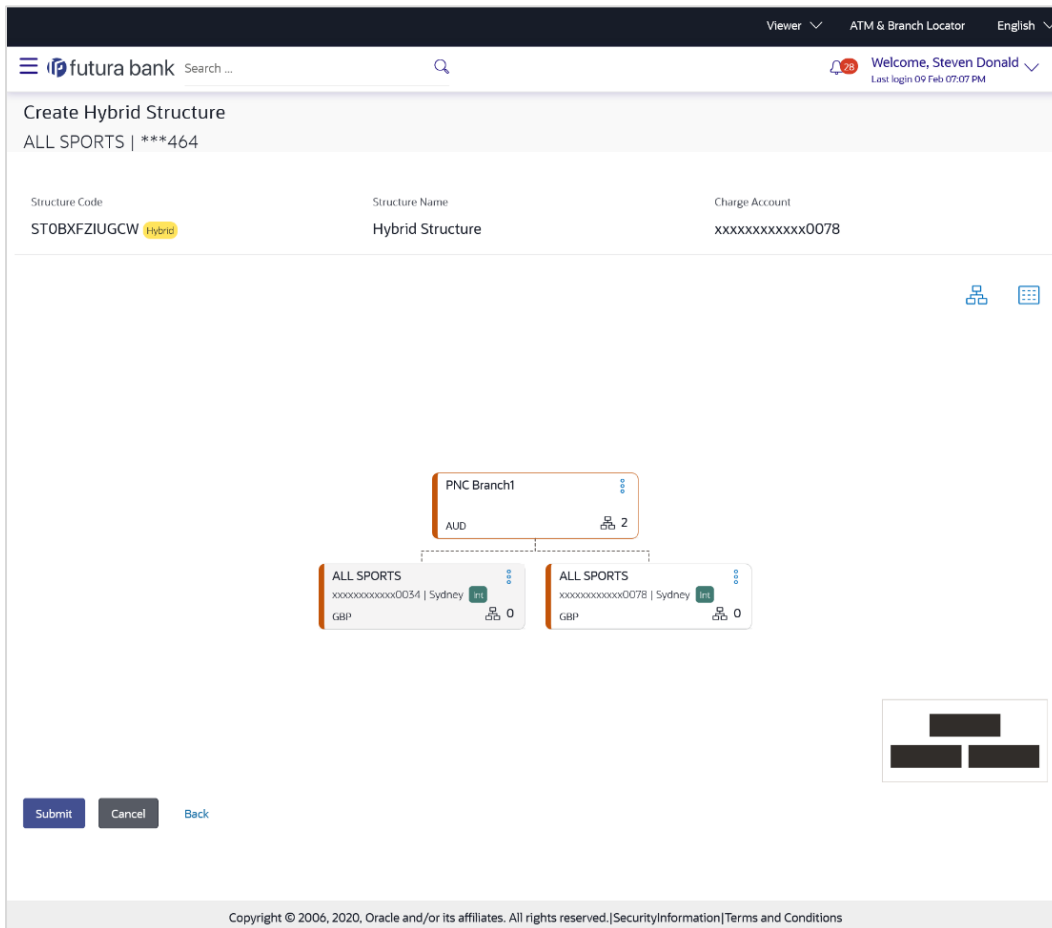 Viewer ATM & Branch Locator English
futura bank Search ... 28 Welcome, Steven Donald
Last login 09 Feb 07:07 PM
Create Hybrid Structure
ALL SPORTS | ***464
Structure Code Structure Name Charge Account
ST0BXFZIUGCW Hybrid Hybrid Structure xxxxxxxxxxxx0078
PNC Branch1
AUD 2
ALL SPORTS ALL SPORTS
xxxxxxxxxxxx0034 | Sydney Int xxxxxxxxxxxx0078 | Sydney Int
GBP 0 GBP 0
Submit Cancel Back
Copyright © 2006, 2020, Oracle and/or its affiliates. All rights reserved.|SecurityInformation|Terms and Conditions